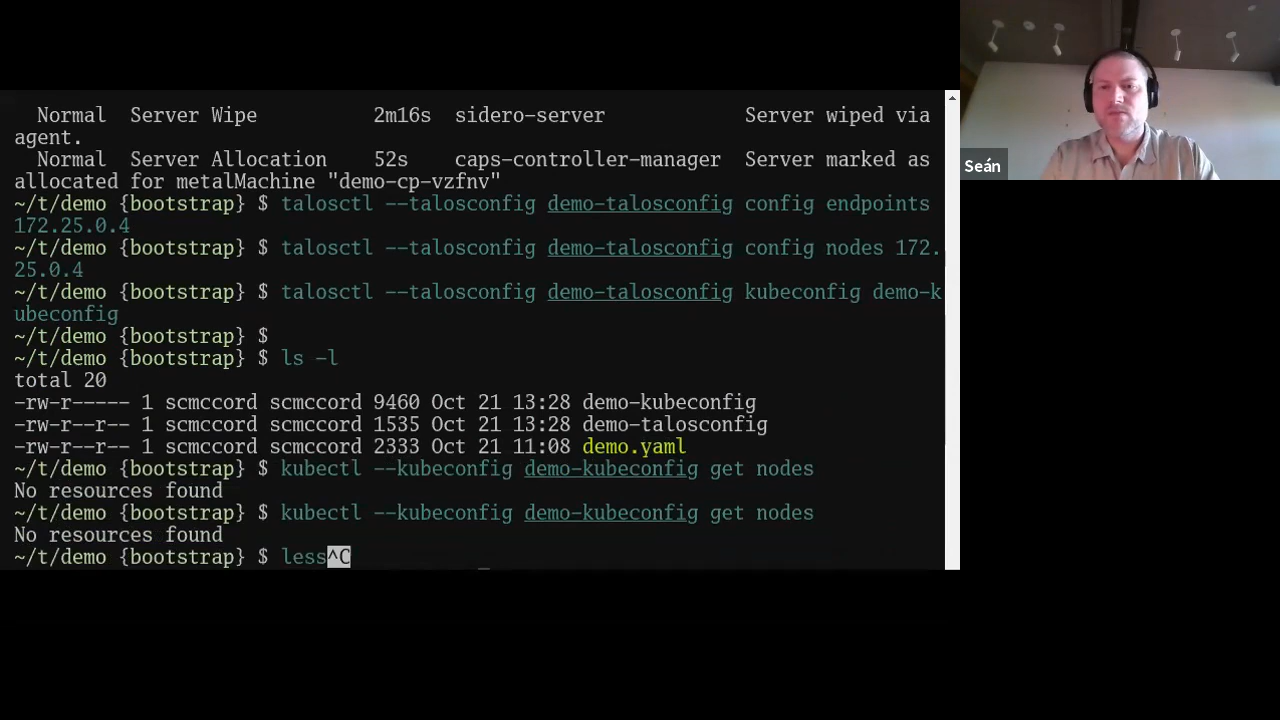 Normal  Server Wipe          2m16s  sidero-server            Server wiped via
agent.
Normal  Server Allocation    52s    caps-controller-manager  Server marked as
allocated for metalMachine "demo-cp-vzfnv"
~/t/demo {bootstrap} $ talosctl --talosconfig demo-talosconfig config endpoints
172.25.0.4
~/t/demo {bootstrap} $ talosctl --talosconfig demo-talosconfig config nodes 172.
25.0.4
~/t/demo {bootstrap} $ talosctl --talosconfig demo-talosconfig kubeconfig demo-k
ubeconfig
~/t/demo {bootstrap} $
~/t/demo {bootstrap} $ ls -l
total 20
-rw-r----- 1 scmccord scmccord 9460 Oct 21 13:28 demo-kubeconfig
-rw-r--r-- 1 scmccord scmccord 1535 Oct 21 13:28 demo-talosconfig
-rw-r--r-- 1 scmccord scmccord 2333 Oct 21 11:08 demo.yaml
~/t/demo {bootstrap} $ kubectl --kubeconfig demo-kubeconfig get nodes
No resources found
~/t/demo {bootstrap} $ kubectl --kubeconfig demo-kubeconfig get nodes
No resources found
~/t/demo {bootstrap} $ less^C
Seán